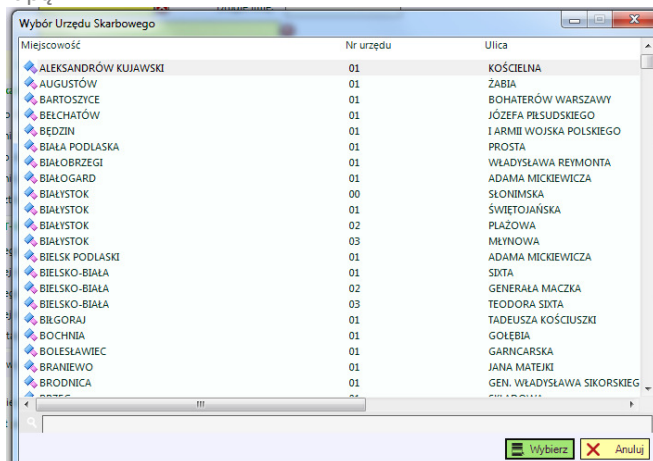 Wybór Urzędu Skarbowego
Miejscowość Nr urzędu Ulica
ALEKSANDRÓW KUJAWSKI 01 KOŚCIELNA
AUGUSTÓW 01 ŻABIA
BARTOSZYCE 01 BOHATERÓW WARSZAWY
BEŁCHATÓW 01 JÓZEFA PIŁSUDSKIEGO
BĘDZIN 01 I ARMII WOJSKA POLSKIEGO
BIAŁA PODLASKA 01 PROSTA
BIAŁOBRZEGI 01 WŁADYSŁAWA REYMONTA
BIAŁOGARD 01 ADAMA MICKIEWICZA
BIAŁYSTOK 00 SŁONIMSKA
BIAŁYSTOK 01 ŚWIĘTOJAŃSKA
BIAŁYSTOK 02 PLAŻOWA
BIAŁYSTOK 03 MŁYNOWA
BIELSK PODLASKI 01 ADAMA MICKIEWICZA
BIELSKO-BIAŁA 01 SIXTA
BIELSKO-BIAŁA 02 GENERAŁA MACZKA
BIELSKO-BIAŁA 03 TEODORA SIXTA
BIŁGORAJ 01 TADEUSZA KOŚCIUSZKI
BOCHNIA 01 GOŁĘBIA
BOLESŁAWIEC 01 GARNCARSKA
BRANIEWO 01 JANA MATEJKI
BRODNICA 01 GEN. WŁADYSŁAWA SIKORSKIEG
Wybierz Anuluj